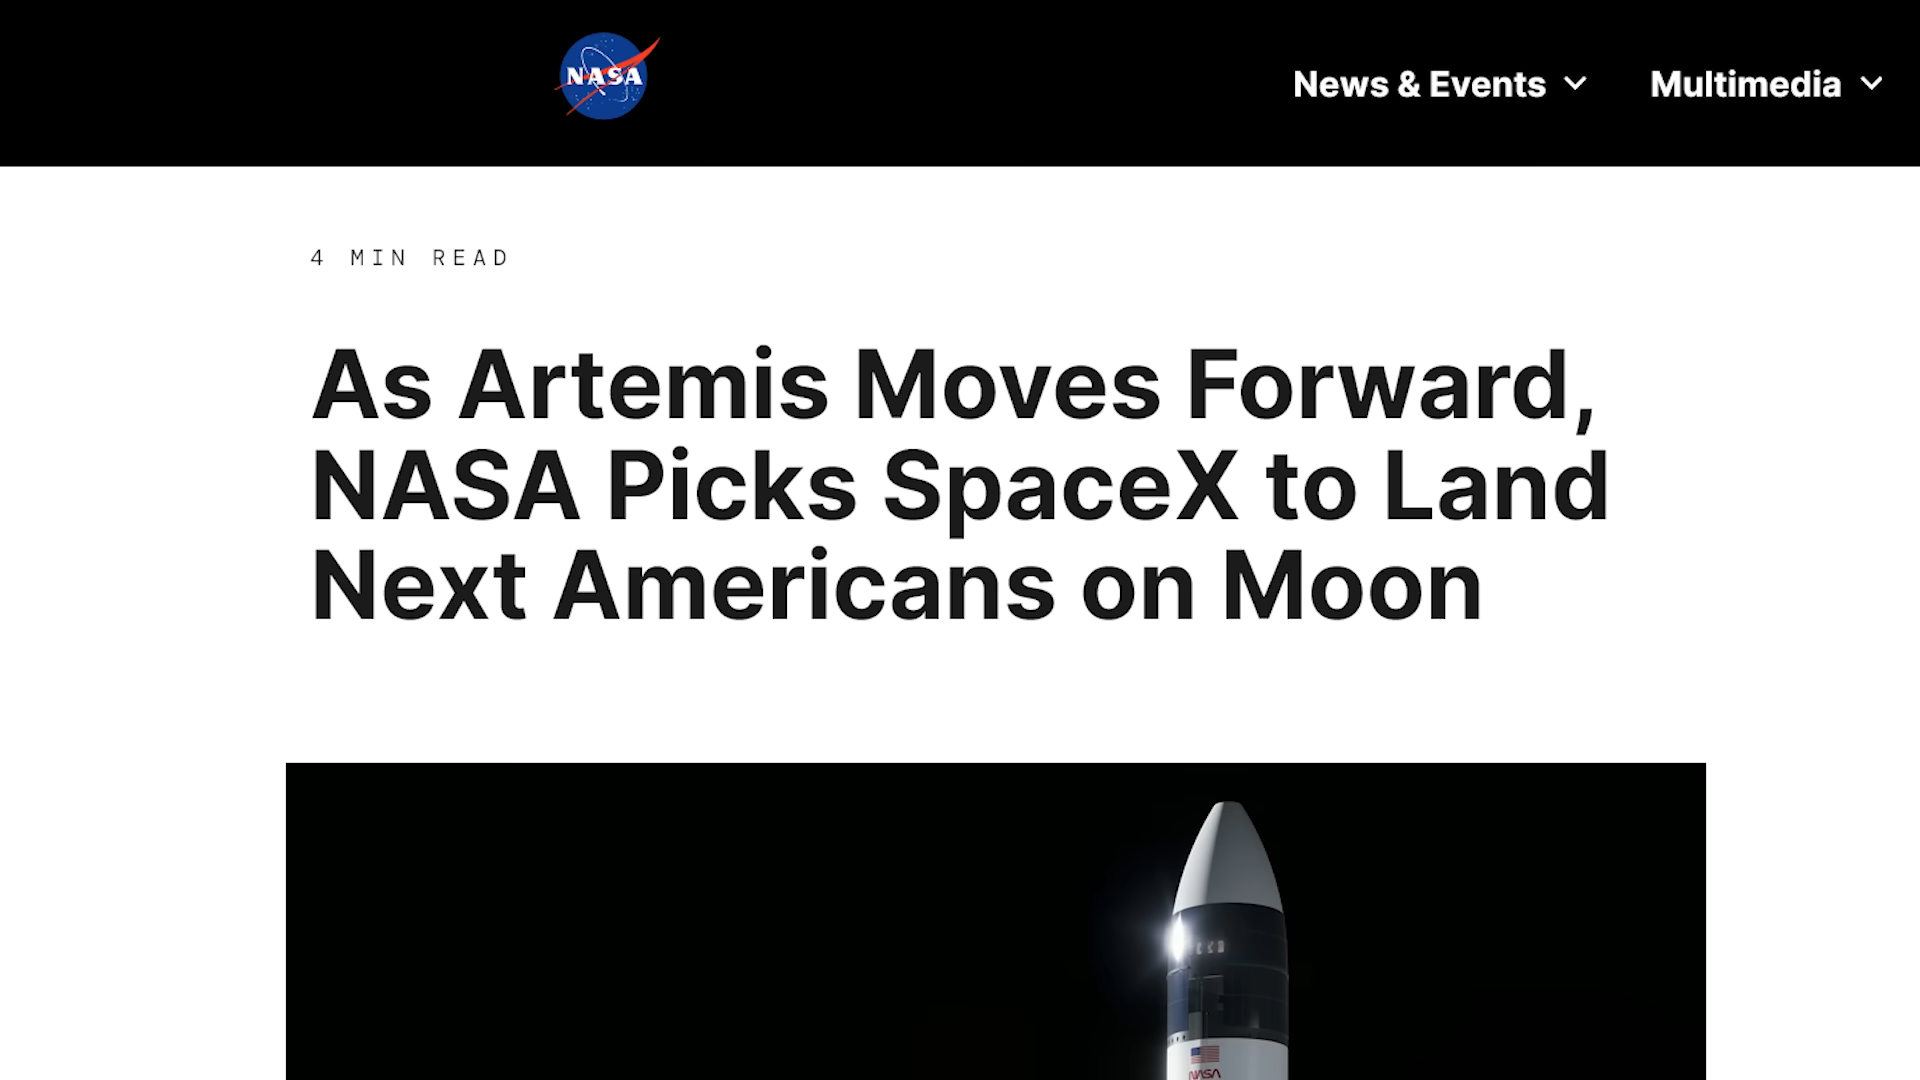 NASA
News & Events
Multimedia
4 MIN READ
As Artemis Moves Forward,
NASA Picks SpaceX to Land
Next Americans on Moon
NASA